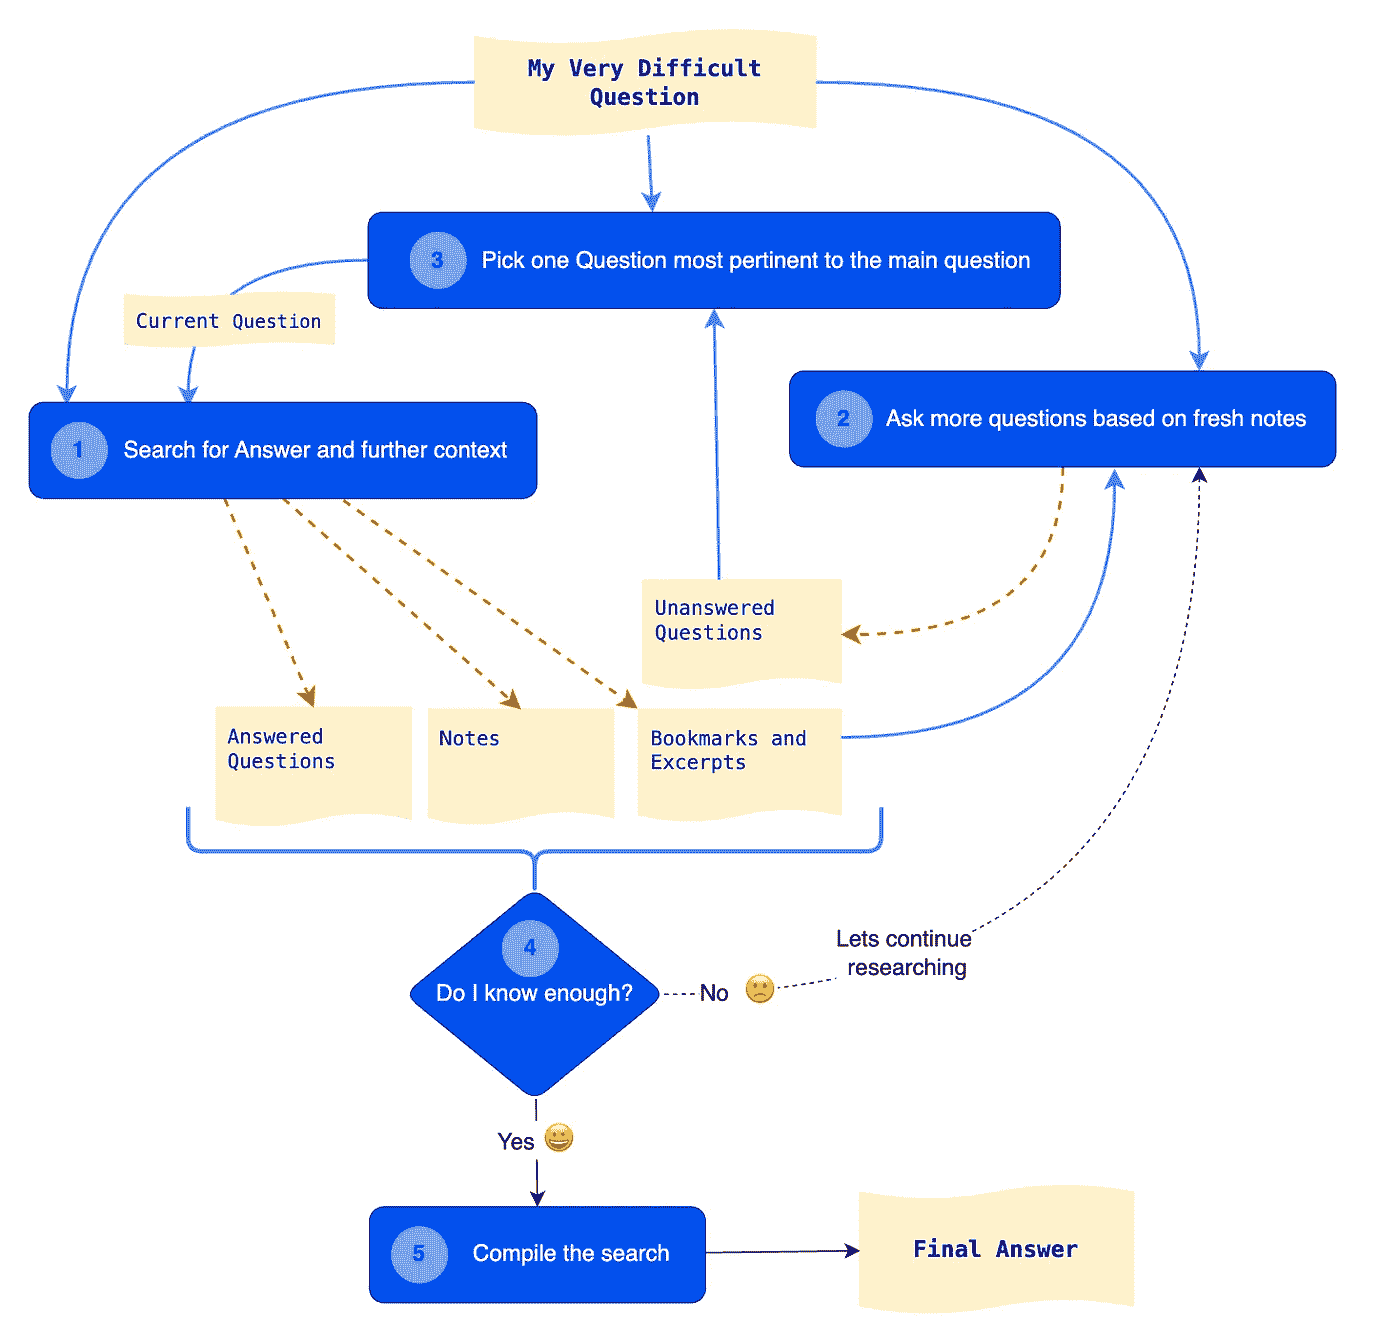 My Very Difficult
Question
3 Pick one Question most pertinent to the main question
Current Question
1 Search for Answer and further context
2 Ask more questions based on fresh notes
Unanswered
Questions
Answered
Questions
Notes
Bookmarks and
Excerpts
4
Do I know enough?
No
Lets continue
researching
Yes
5 Compile the search
Final Answer